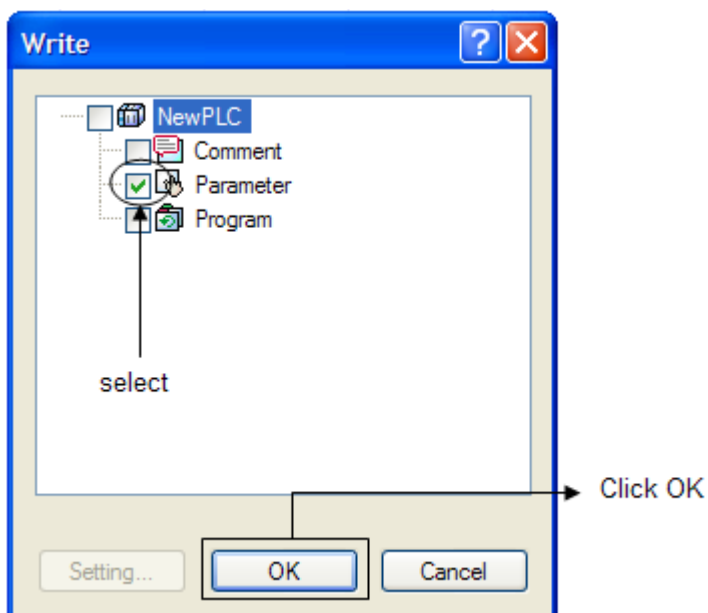 Write
NewPLC
Comment
Parameter
Program
select
Click OK
Setting...
OK
Cancel